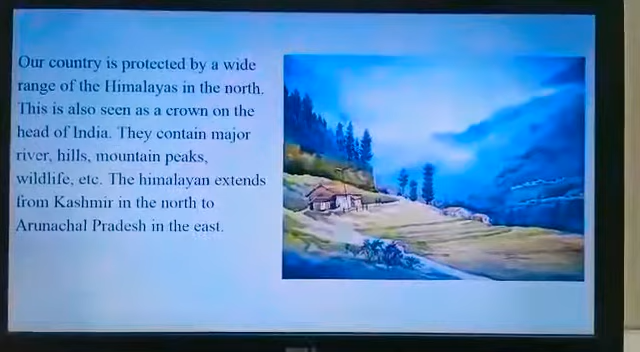 Our country is protected by a wide
range of the Himalayas in the north.
This is also seen as a crown on the
head of India. They contain major
river, hills, mountain peaks,
wildlife, etc. The himalayan extends
from Kashmir in the north to
Arunachal Pradesh in the east.